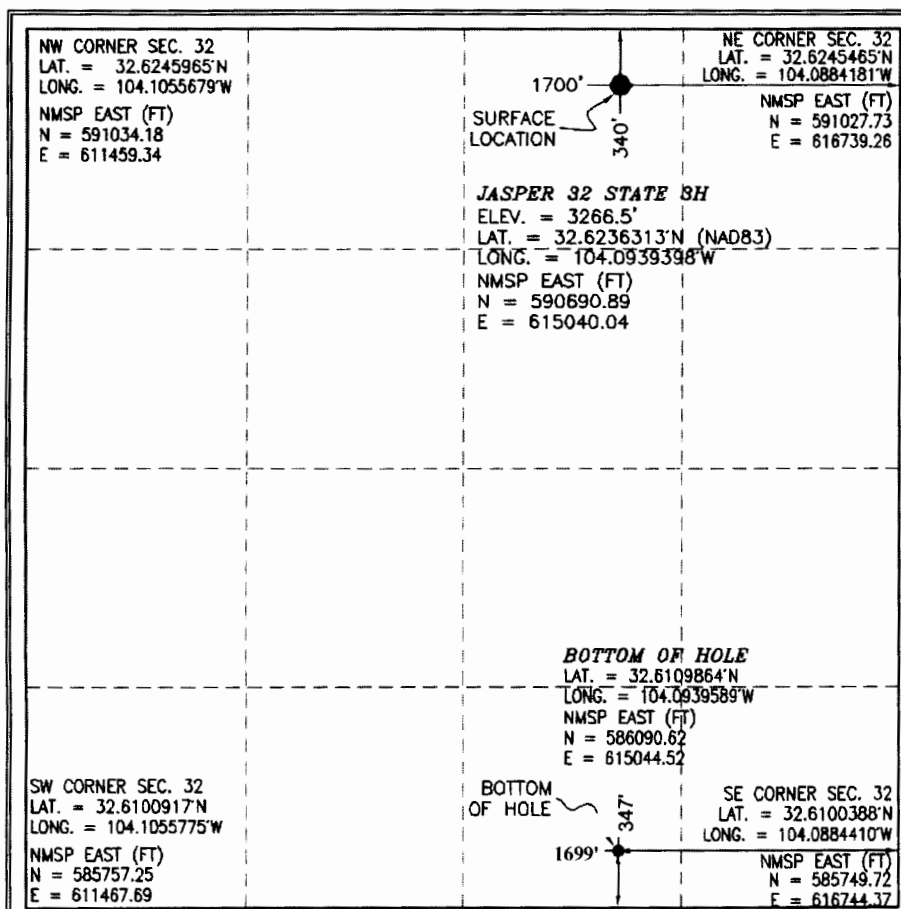 NW CORNER SEC. 32
LAT. = 32.6245965'N
LONG. = 104.1055679'W
NMSP EAST (FT)
N = 591034.18
E = 611459.34
NE CORNER SEC. 32
LAT. = 32.6245465'N
LONG. = 104.0884181'W
NMSP EAST (FT)
N = 591027.73
E = 616739.26
1700'
SURFACE
LOCATION
340'
JASPER 32 STATE 3H
ELEV. = 3266.5'
LAT. = 32.6236313'N (NAD83)
LONG. = 104.0939398'W
NMSP EAST (FT)
N = 590690.89
E = 615040.04
BOTTOM OF HOLE
LAT. = 32.6109864'N
LONG. = 104.0939589'W
NMSP EAST (FT)
N = 586090.62
E = 615044.52
SW CORNER SEC. 32
LAT. = 32.6100917'N
LONG. = 104.1055775'W
NMSP EAST (FT)
N = 585757.25
E = 611467.69
BOTTOM
OF HOLE
347'
1699'
SE CORNER SEC. 32
LAT. = 32.6100388'N
LONG. = 104.0884410'W
NMSP EAST (FT)
N = 585749.72
E = 616744.37